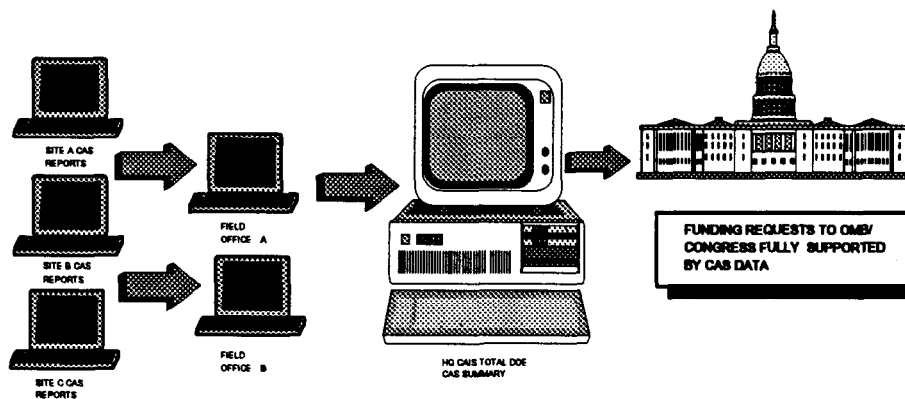 SITE A CAS
REPORTS
SITE B CAS
REPORTS
SITE C CAS
REPORTS
FIELD
OFFICE A
FIELD
OFFICE B
HQ CAIS TOTAL DOE
CAS SUMMARY
FUNDING REQUESTS TO OMB/
CONGRESS FULLY SUPPORTED
BY CAS DATA